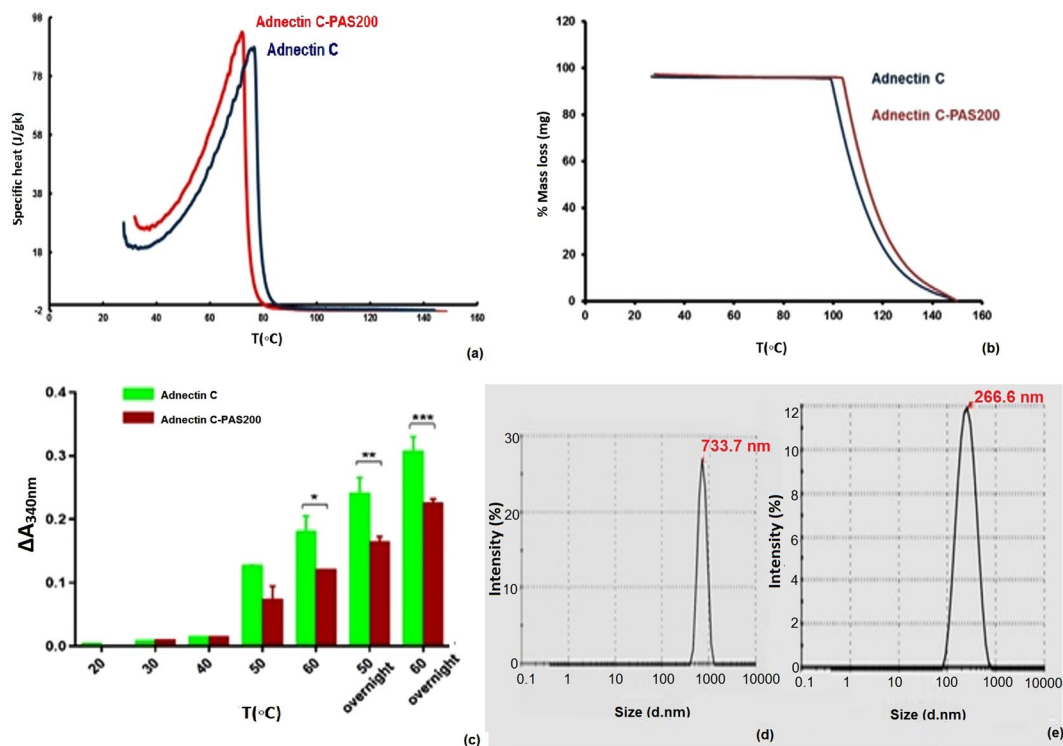 98
78
58
38
18
-2
Specific heat (J/gk)
Adnectin C-PAS200
Adnectin C
0 20 40 60 80 100 120 140 160
T(◦C)
(a)
120
100
80
60
40
20
0
% Mass loss (mg)
Adnectin C
Adnectin C-PAS200
0 20 40 60 80 100 120 140 160
T(◦C)
(b)
0.4
0.3
0.2
0.1
0.0
ΔA340nm
Adnectin C
Adnectin C-PAS200
*
**
***
20 30 40 50 60 50 overnight 60 overnight
T(◦C)
(c)
30
20
10
0
Intensity (%)
733.7 nm
0.1 1 10 100 1000 10000
Size (d.nm)
(d)
12
10
8
6
4
2
0
Intensity (%)
266.6 nm
0.1 1 10 100 1000 10000
Size (d.nm)
(e)